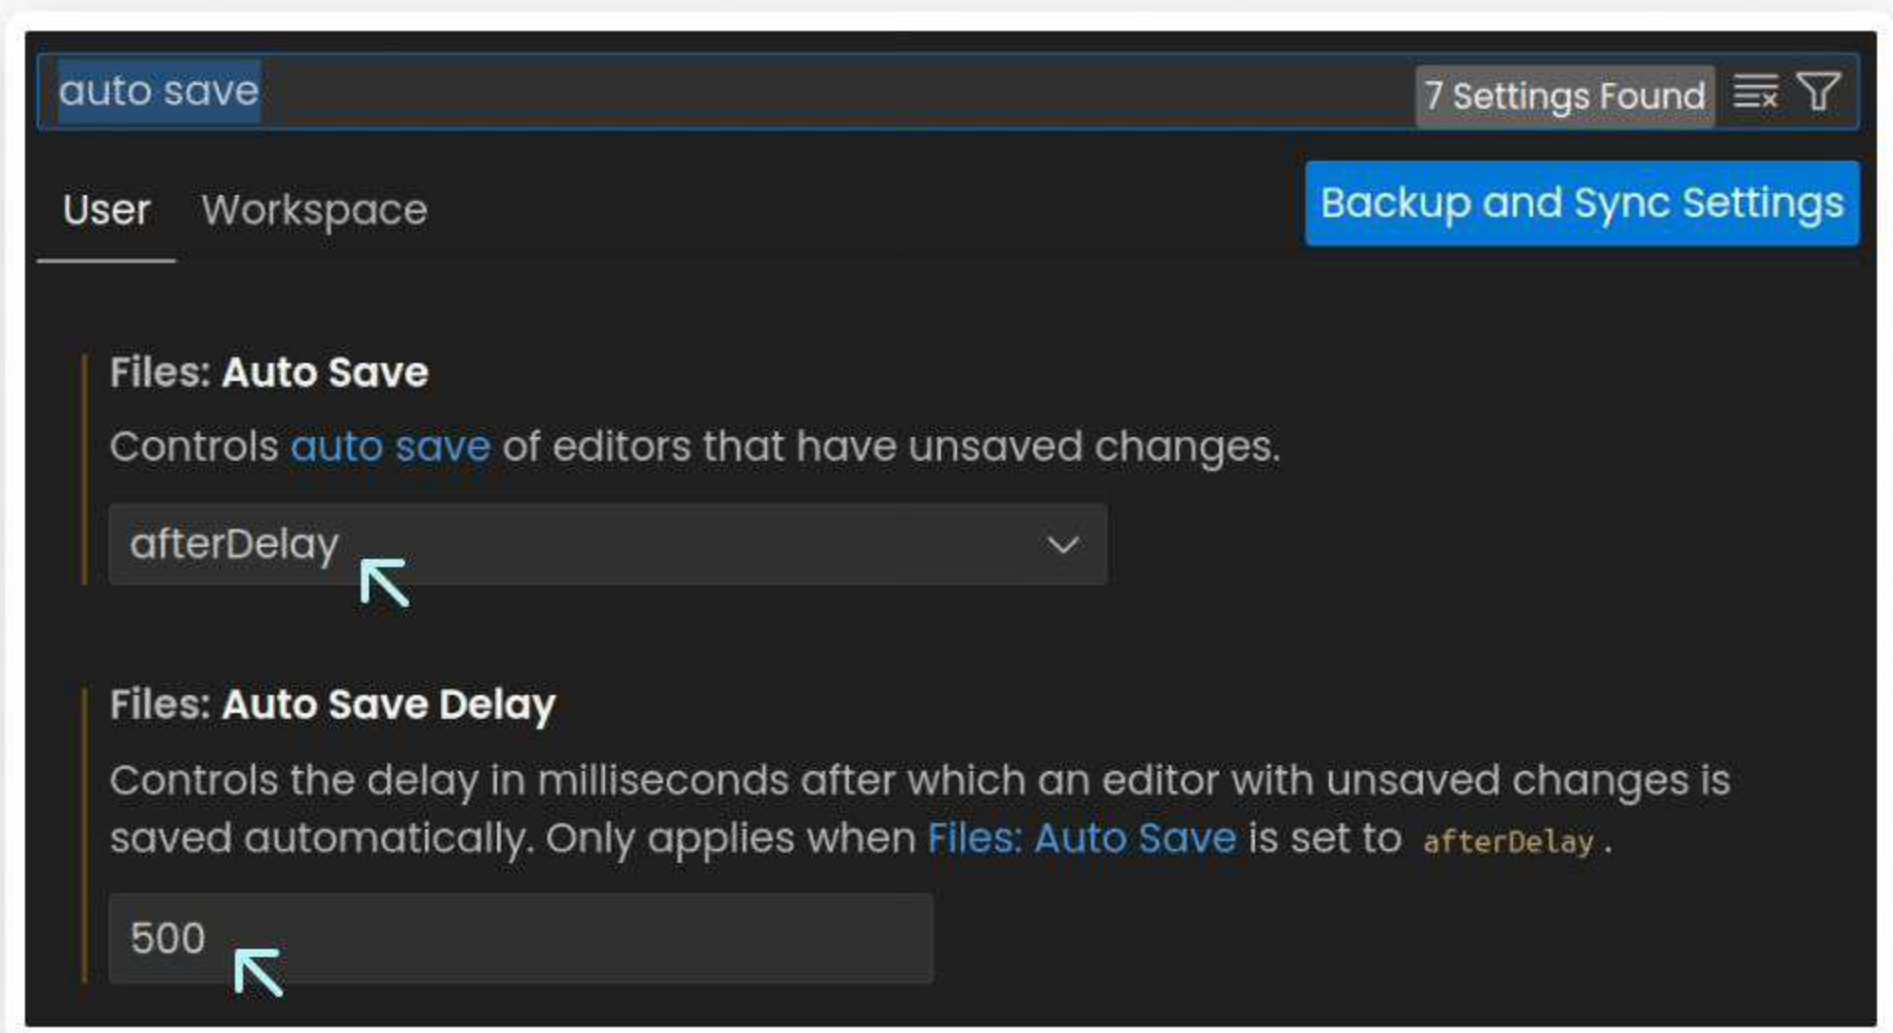 auto save
7 Settings Found
User Workspace
Backup and Sync Settings
Files: Auto Save
Controls auto save of editors that have unsaved changes.
afterDelay
Files: Auto Save Delay
Controls the delay in milliseconds after which an editor with unsaved changes is
saved automatically. Only applies when Files: Auto Save is set to afterDelay.
500